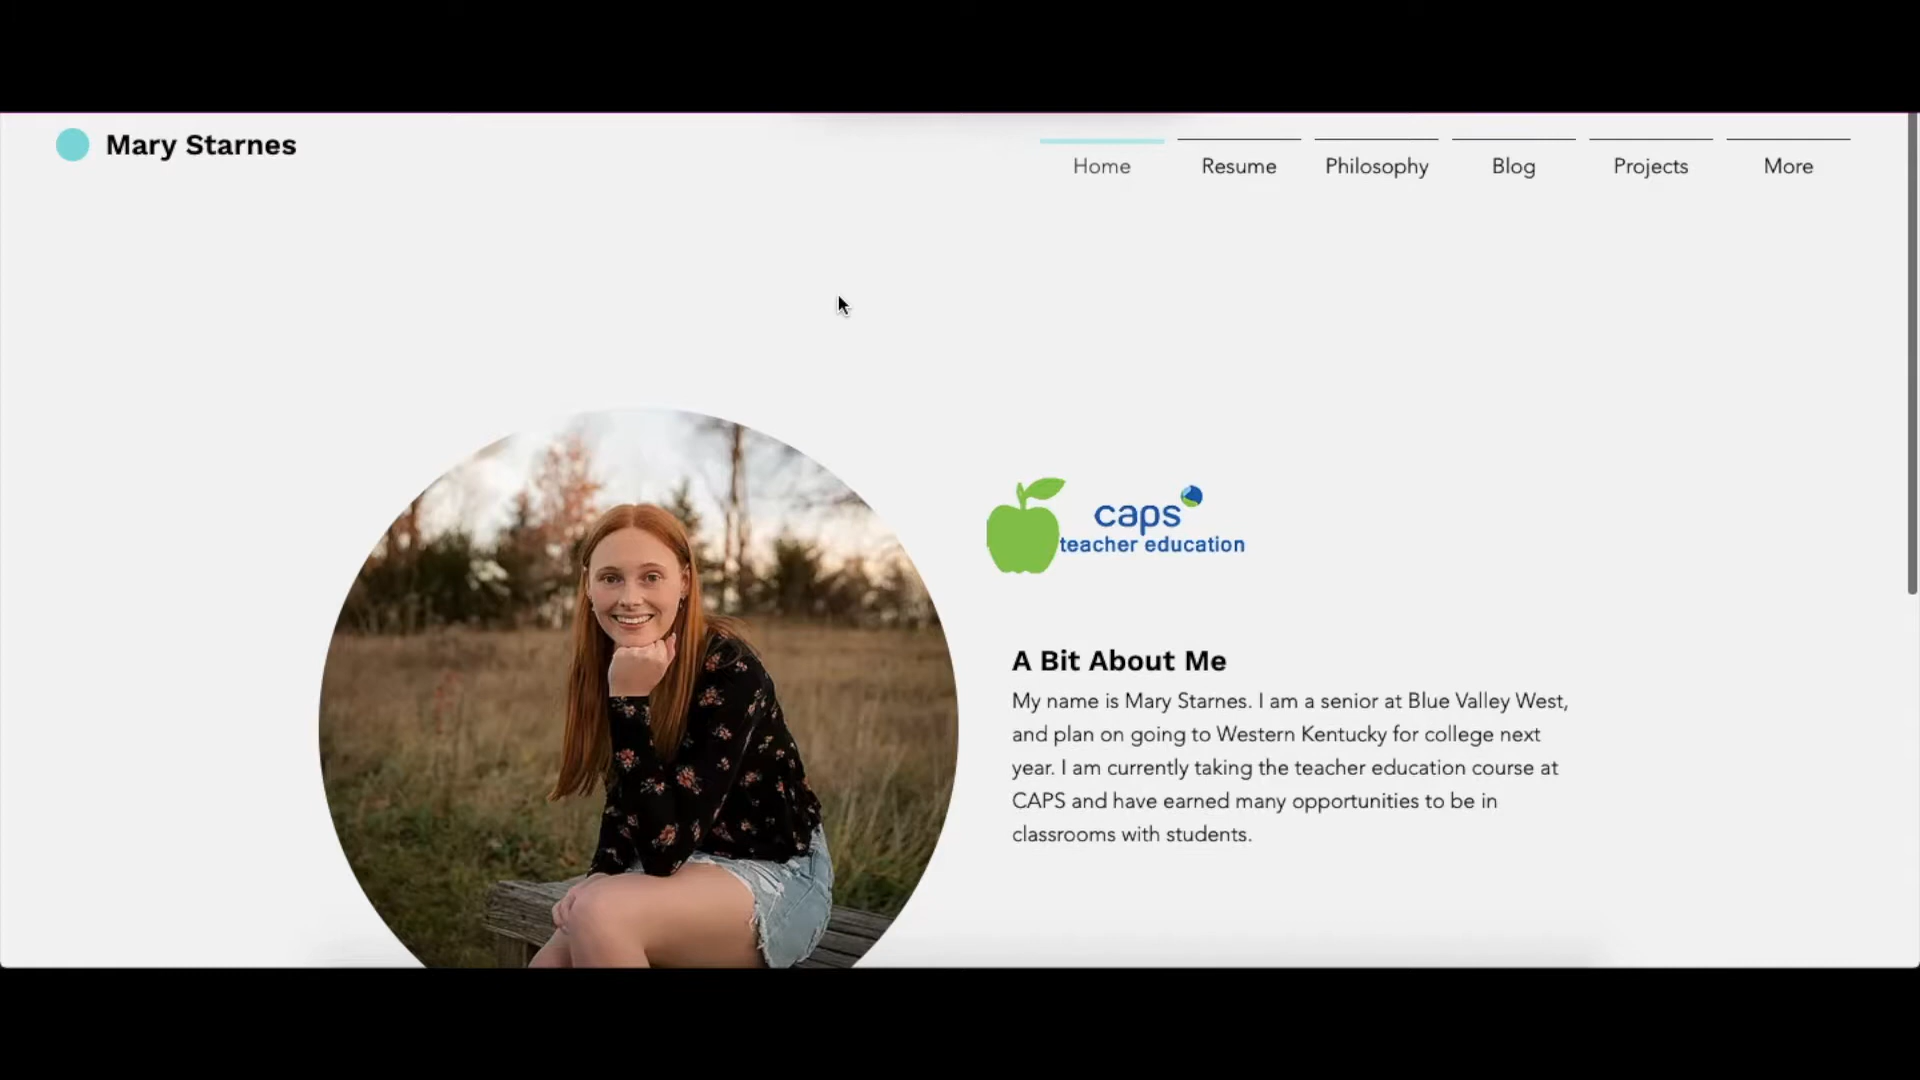 Mary Starnes
Home
Resume
Philosophy
Blog
Projects
More
caps
teacher education
A Bit About Me
My name is Mary Starnes. I am a senior at Blue Valley West,
and plan on going to Western Kentucky for college next
year. I am currently taking the teacher education course at
CAPS and have earned many opportunities to be in
classrooms with students.